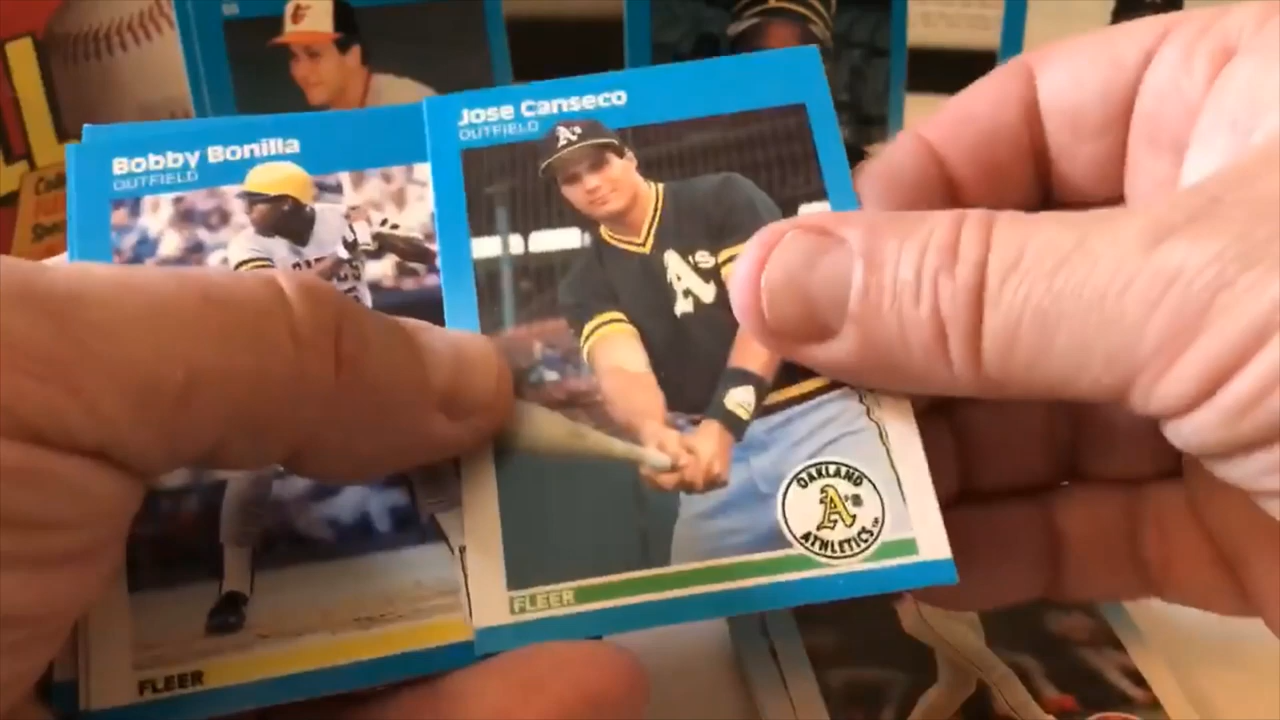 Bobby Bonilla
OUTFIELD
FLEER
Jose Canseco
OUTFIELD
A's
A's
OAKLAND
A's
ATHLETICS
FLEER